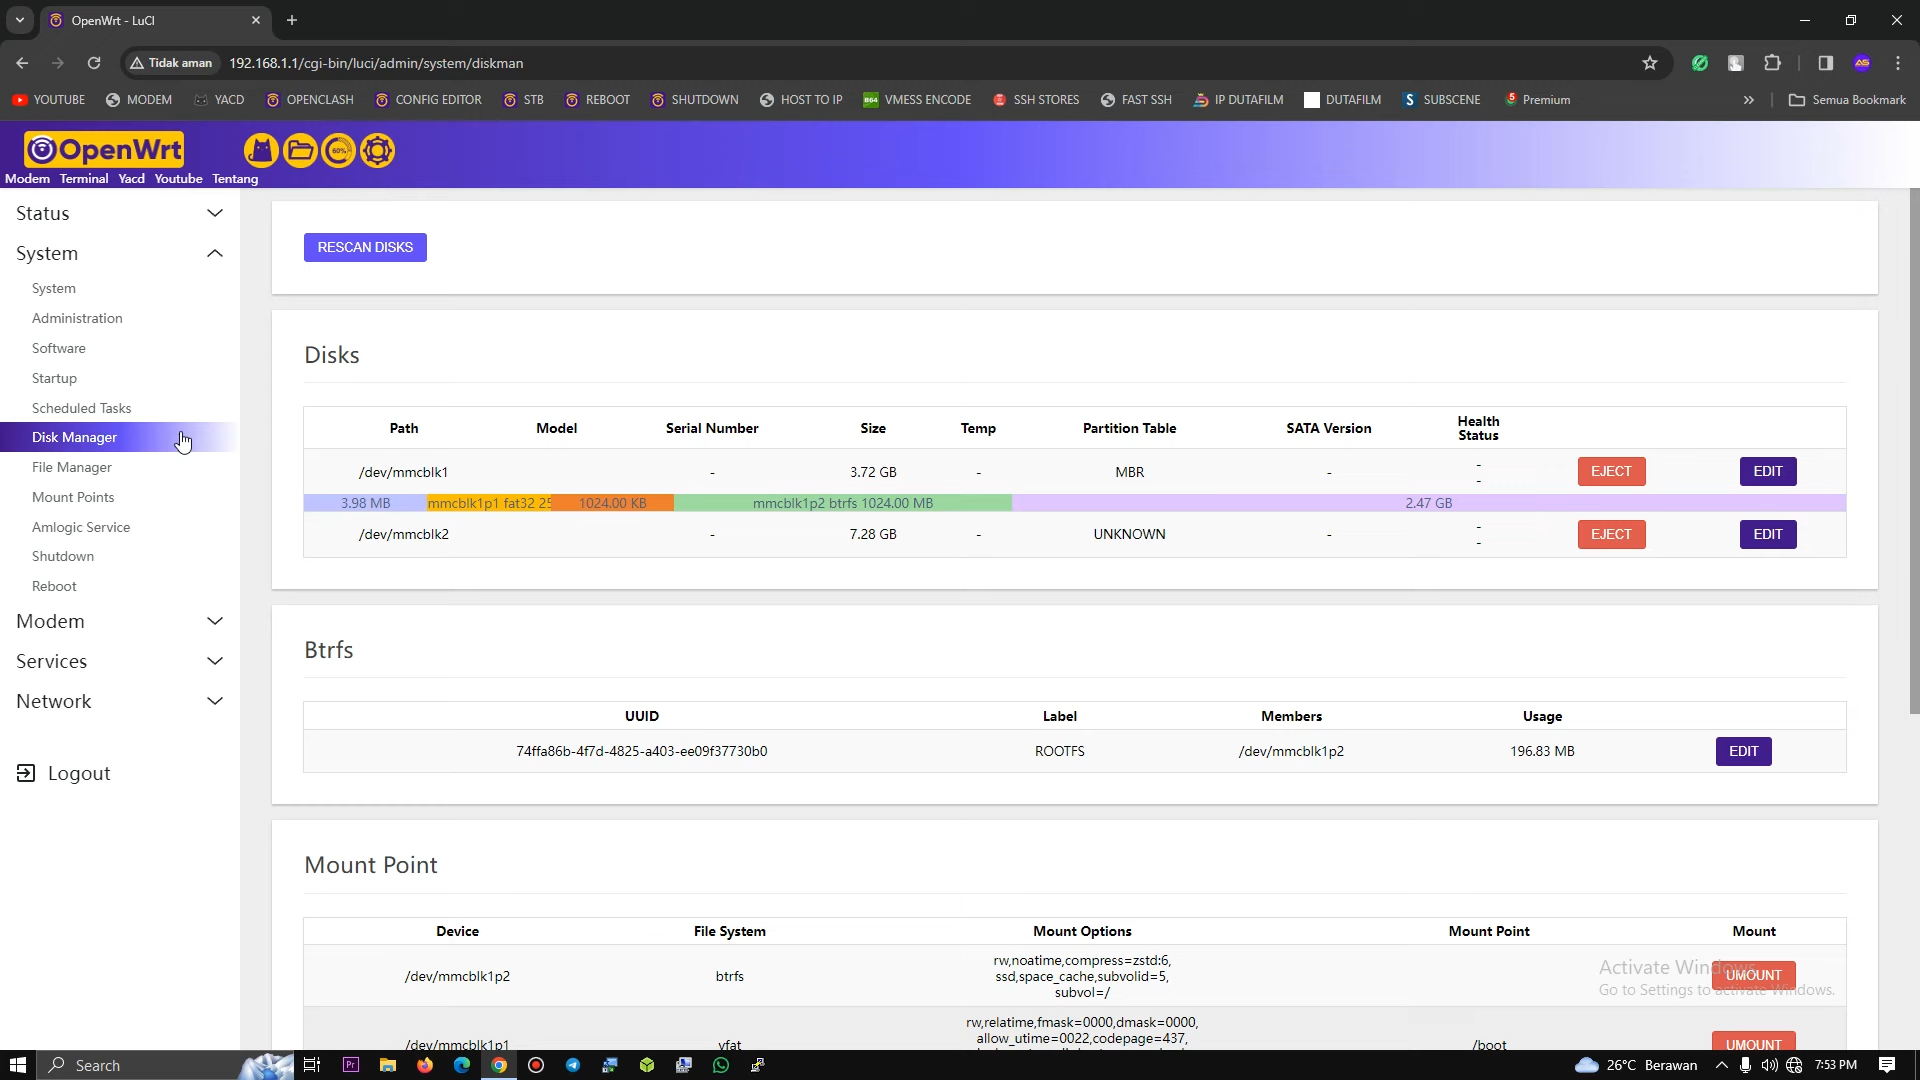 OpenWrt - LuCI
Tidak aman
192.168.1.1/cgi-bin/luci/admin/system/diskman
YOUTUBE
MODEM
YACD
OPENCLASH
CONFIG EDITOR
STB
REBOOT
SHUTDOWN
HOST TO IP
VMESS ENCODE
SSH STORES
FAST SSH
IP DUTAFILM
DUTAFILM
SUBSCENE
Premium
Semua Bookmark
OpenWrt
60%
Modem Terminal Yacd Youtube Tentang
Status
System
System
Administration
Software
Startup
Scheduled Tasks
Disk Manager
File Manager
Mount Points
Amlogic Service
Shutdown
Reboot
Modem
Services
Network
Logout
RESCAN DISKS
Disks
Path Model Serial Number Size Temp Partition Table SATA Version Health Status
/dev/mmcblk1 - 3.72 GB - MBR - - - EJECT EDIT
3.98 MB mmcblk1p1 fat32 25 1024.00 KB mmcblk1p2 btrfs 1024.00 MB 2.47 GB
/dev/mmcblk2 - 7.28 GB - UNKNOWN - - - EJECT EDIT
Btrfs
UUID Label Members Usage
74ffa86b-4f7d-4825-a403-ee09f37730b0 ROOTFS /dev/mmcblk1p2 196.83 MB EDIT
Mount Point
Device File System Mount Options Mount Point Mount
/dev/mmcblk1p2 btrfs rw,noatime,compress=zstd:6,
ssd,space_cache,subvolid=5,
subvol=/
UMOUNT
Activate Windows
Go to Settings to activate Windows.
rw,relatime,fmask=0000,dmask=0000,
allow_utime=0022,codepage=437,
/dev/mmcblk1p1 vfat /boot UMOUNT
Search
26°C Berawan
7:53 PM